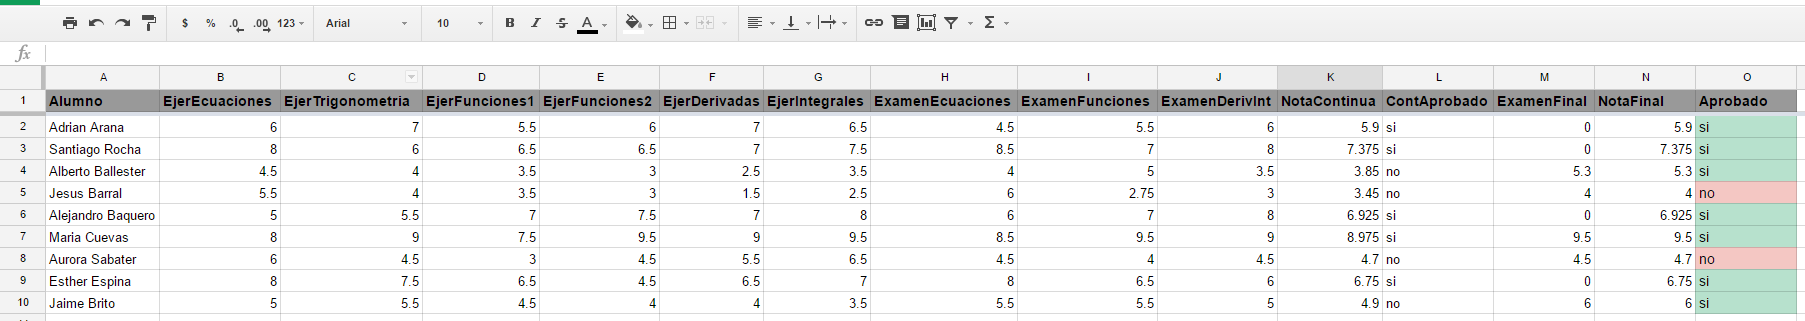 $ % .0 .00 123 Arial 10 B I S A Σ
fx
A B C D E F G H I J K L M N O
1 Alumno EjerEcuaciones EjerTrigonometria EjerFunciones1 EjerFunciones2 EjerDerivadas EjerIntegrales ExamenEcuaciones ExamenFunciones ExamenDerivInt NotaContinua ContAprobado ExamenFinal NotaFinal Aprobado
2 Adrian Arana 6 7 5.5 6 7 6.5 4.5 5.5 6 5.9 si 0 5.9 si
3 Santiago Rocha 8 6 6.5 6.5 7 7.5 8.5 7 8 7.375 si 0 7.375 si
4 Alberto Ballester 4.5 4 3.5 3 2.5 3.5 4 5 3.5 3.85 no 5.3 5.3 si
5 Jesus Barral 5.5 4 3.5 3 1.5 2.5 6 2.75 3 3.45 no 4 4 no
6 Alejandro Baquero 5 5.5 7 7.5 7 8 6 7 8 6.925 si 0 6.925 si
7 Maria Cuevas 8 9 7.5 9.5 9 9.5 8.5 9.5 9 8.975 si 9.5 9.5 si
8 Aurora Sabater 6 4.5 3 4.5 5.5 6.5 4.5 4 4.5 4.7 no 4.5 4.7 no
9 Esther Espina 8 7.5 6.5 4.5 6.5 7 8 6.5 6 6.75 si 0 6.75 si
10 Jaime Brito 5 5.5 4.5 4 4 3.5 5.5 5.5 5 4.9 no 6 6 si